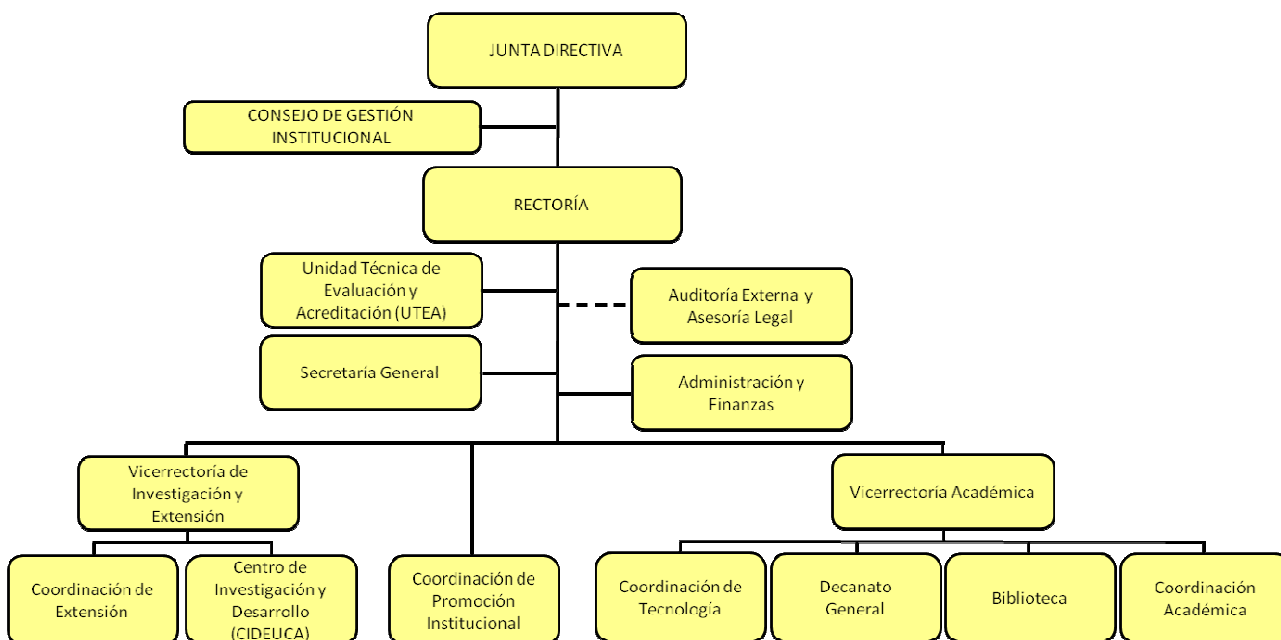 JUNTA DIRECTIVA
CONSEJO DE GESTIÓN
INSTITUCIONAL
RECTORÍA
Unidad Técnica de
Evaluación y
Acreditación (UTEA)
Auditoría Externa y
Asesoría Legal
Secretaría General
Administración y
Finanzas
Vicerrectoría de
Investigación y
Extensión
Vicerrectoría Académica
Coordinación de
Extensión
Centro de
Investigación y
Desarrollo
(CIDEUCA)
Coordinación de
Promoción
Institucional
Coordinación de
Tecnología
Decanato
General
Biblioteca
Coordinación
Académica